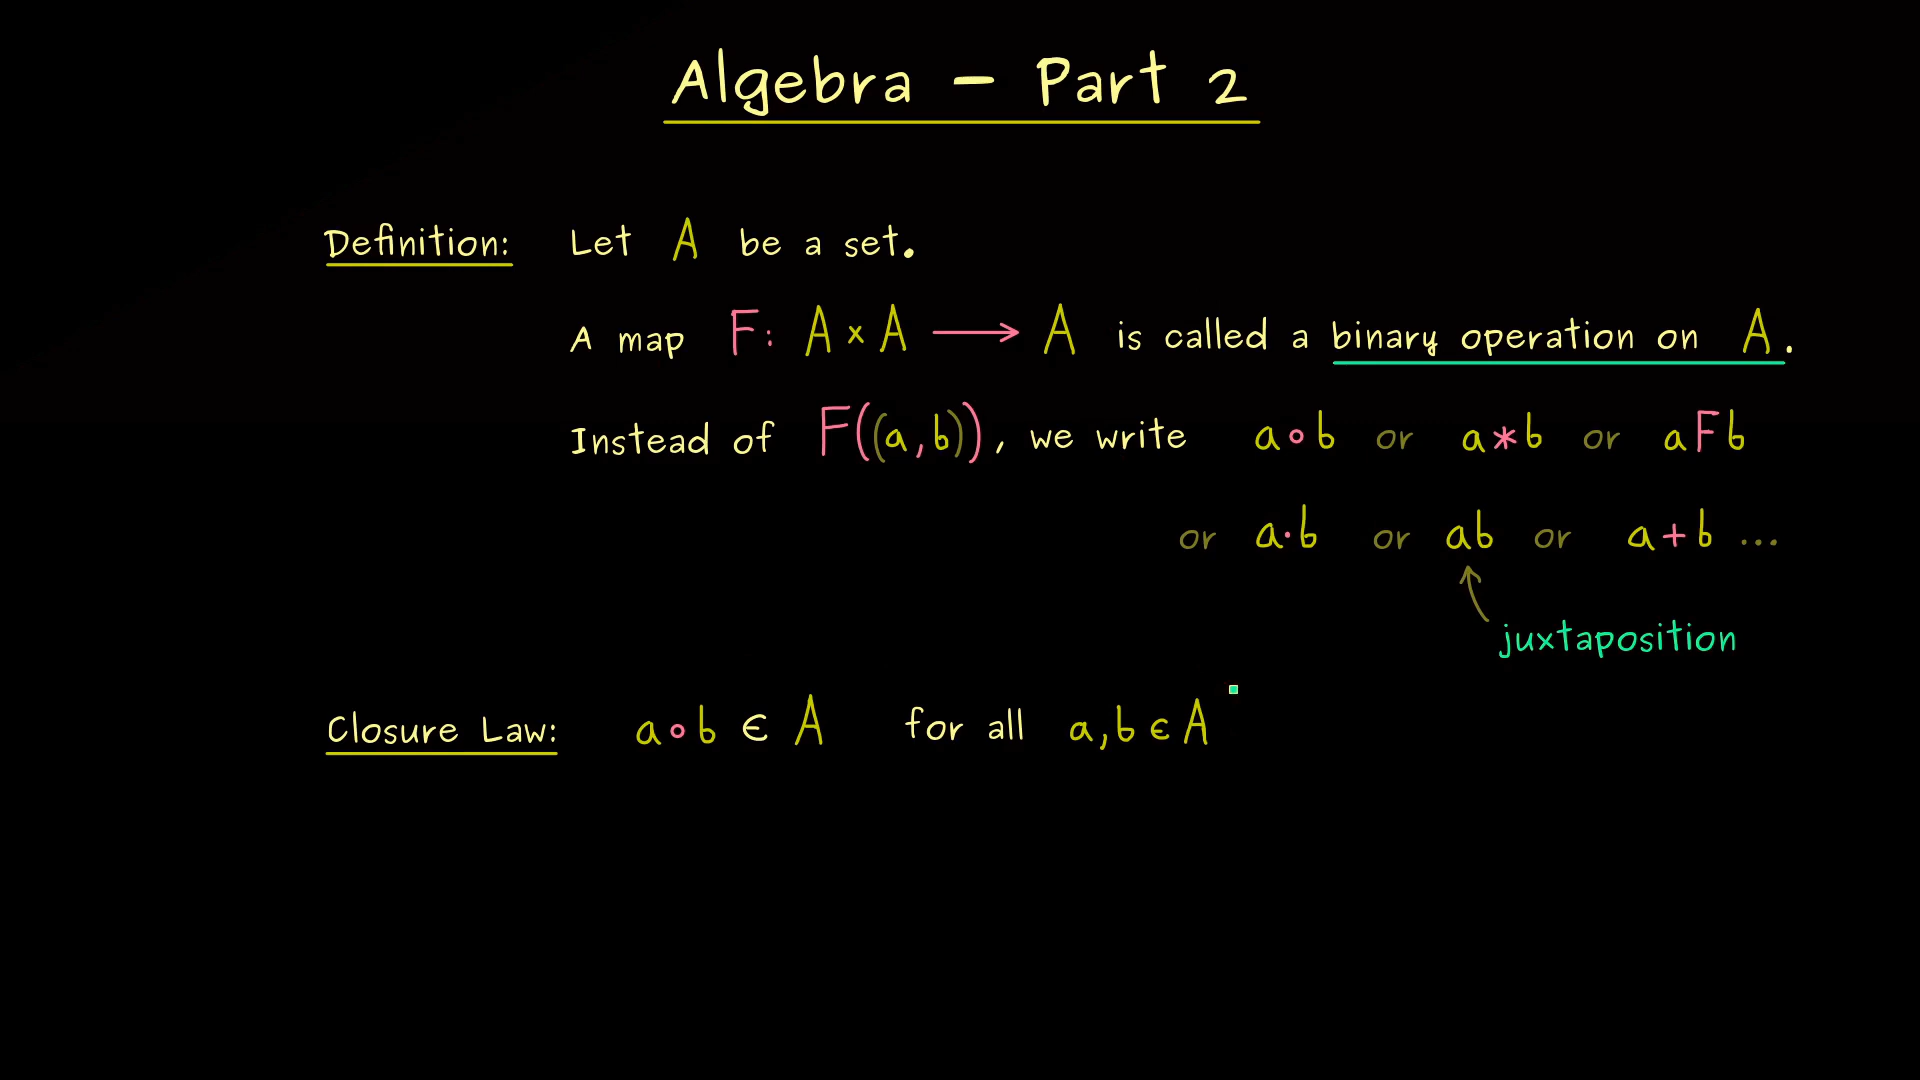 Algebra – Part 2
Definition: Let A be a set.
A map F: A × A ⟶ A is called a binary operation on A.
Instead of F((a,b)), we write a∘b or a*b or aFb
or a·b or ab or a+b ...
juxtaposition
Closure Law: a∘b ∈ A for all a,b ∈ A